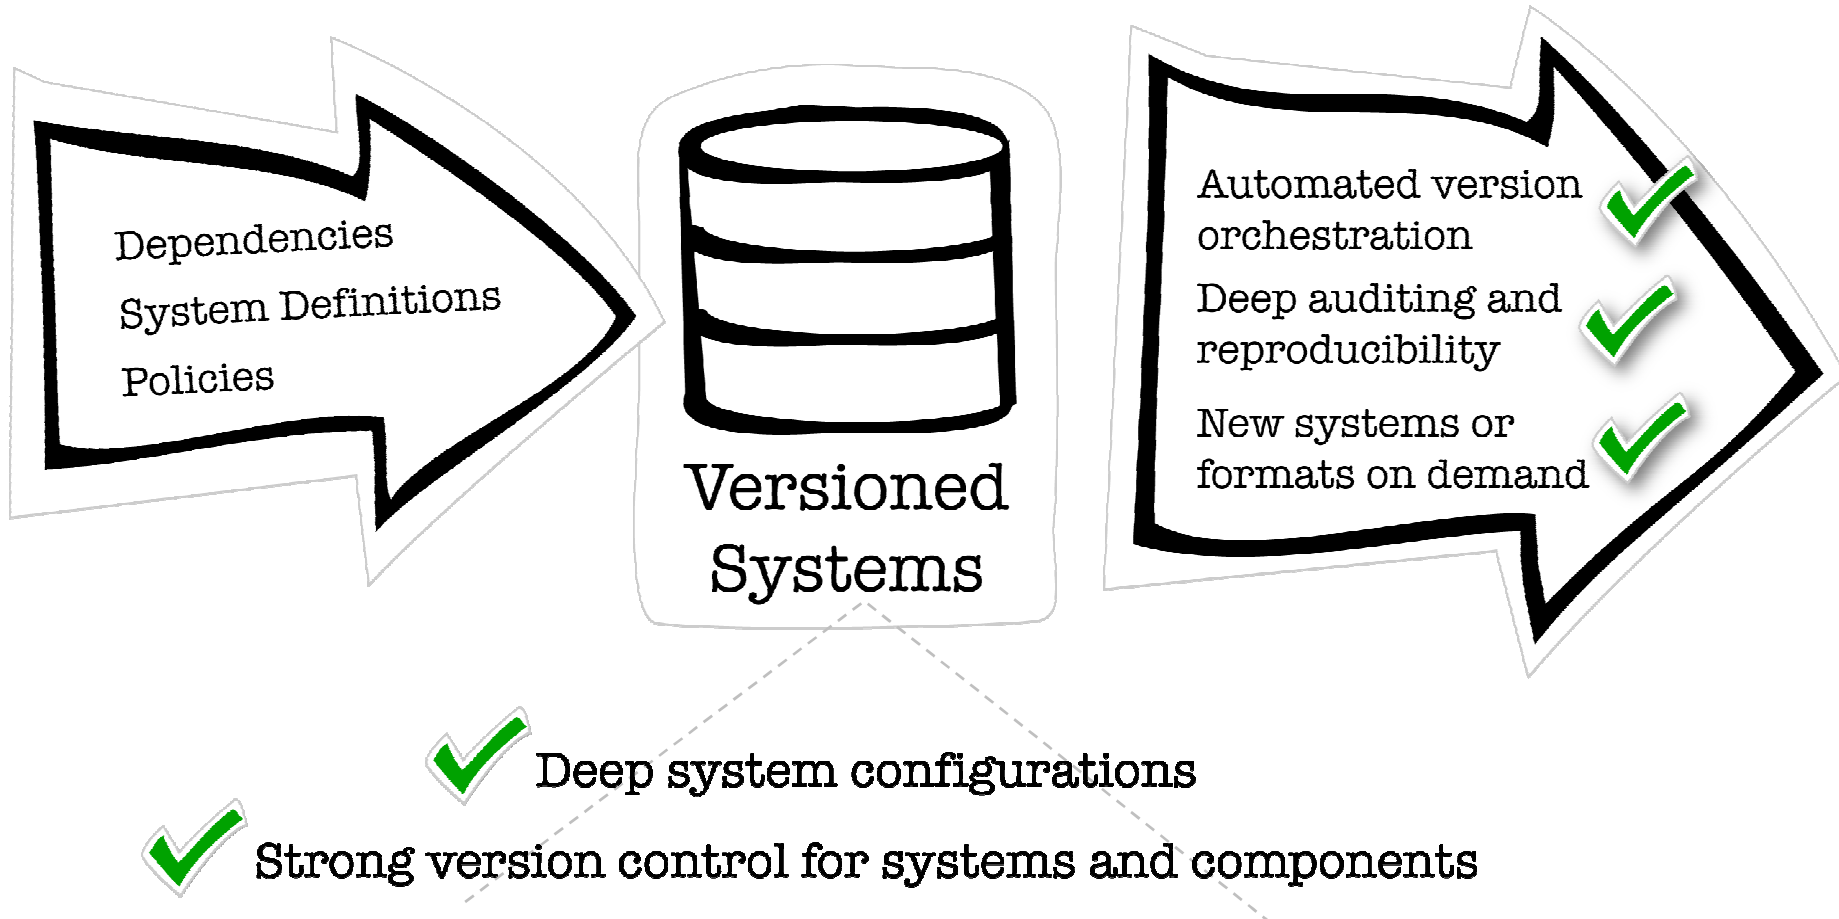 Dependencies
System Definitions
Policies
Versioned
Systems
Automated version
orchestration
Deep auditing and
reproducibility
New systems or
formats on demand
Deep system configurations
Strong version control for systems and components